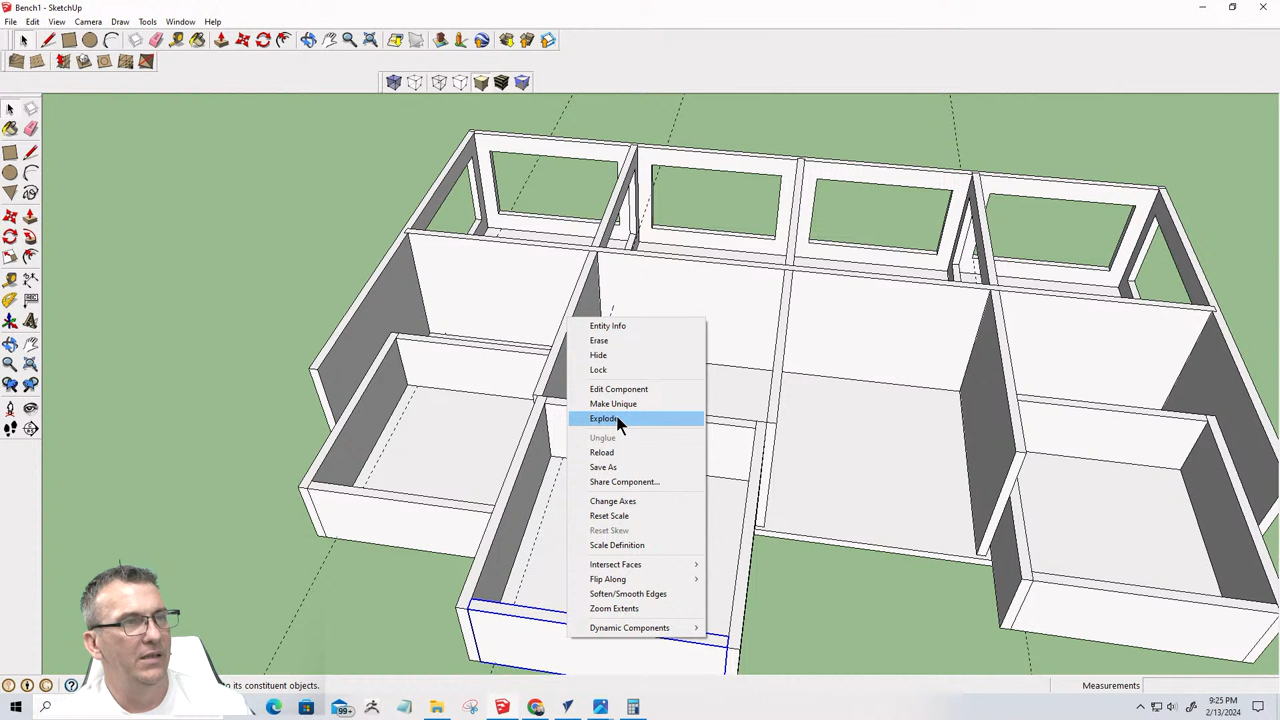 Bench1 - SketchUp
File Edit View Camera Draw Tools Window Help
Entity Info
Erase
Hide
Lock
Edit Component
Make Unique
Explode
Unglue
Reload
Save As
Share Component...
Change Axes
Reset Scale
Reset Skew
Scale Definition
Intersect Faces
Flip Along
Soften/Smooth Edges
Zoom Extents
Dynamic Components
to its constituent objects.
Measurements
99+
9:25 PM
2/13/2024